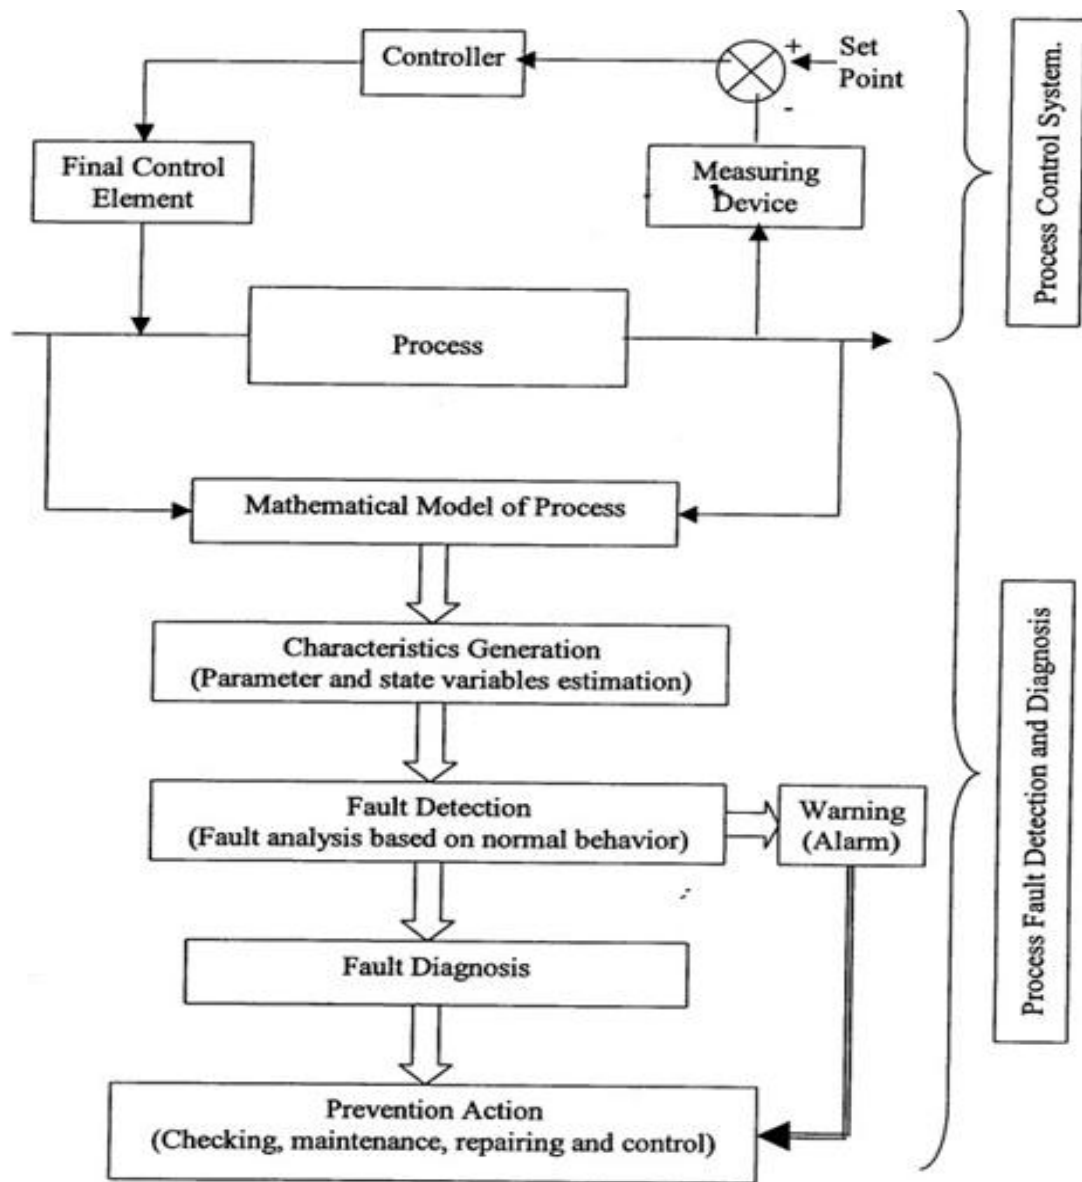 Controller
+
Set
Point
-
Final Control
Element
Measuring
Device
Process
Process Control System.
Mathematical Model of Process
Characteristics Generation
(Parameter and state variables estimation)
Fault Detection
(Fault analysis based on normal behavior)
Warning
(Alarm)
Fault Diagnosis
Prevention Action
(Checking, maintenance, repairing and control)
Process Fault Detection and Diagnosis